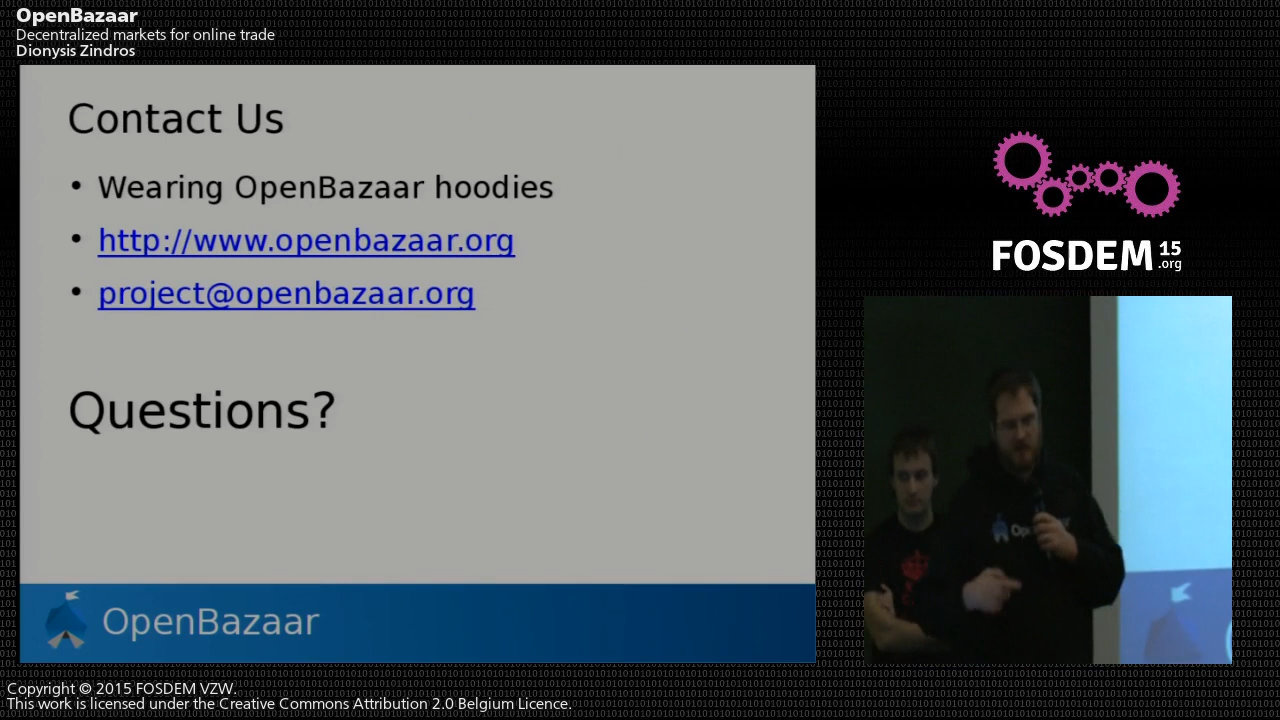 OpenBazaar
Decentralized markets for online trade
Dionysis Zindros
Contact Us
• Wearing OpenBazaar hoodies
• http://www.openbazaar.org
• project@openbazaar.org
Questions?
OpenBazaar
FOSDEM 15 .org
Copyright © 2015 FOSDEM VZW.
This work is licensed under the Creative Commons Attribution 2.0 Belgium Licence.